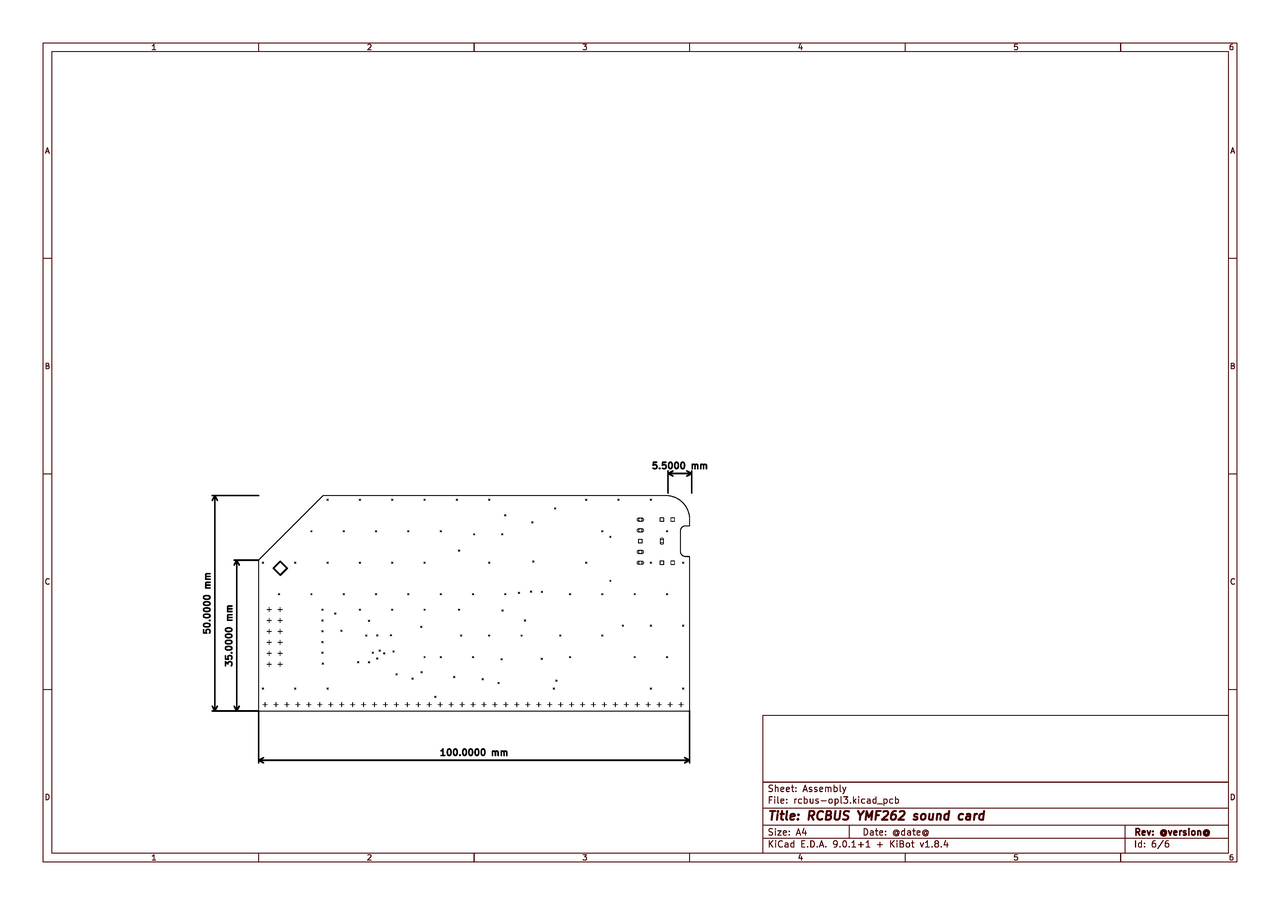 1 2 3 4 5 6
A A
B B
5.5000 mm
C C
50.0000 mm
35.0000 mm
100.0000 mm
D D
Sheet: Assembly
File: rcbus-opl3.kicad_pcb
Title: RCBUS YMF262 sound card
Size: A4 Date: @date@ Rev: @version@
KiCad E.D.A. 9.0.1+1 + KiBot v1.8.4 Id: 6/6
1 2 3 4 5 6